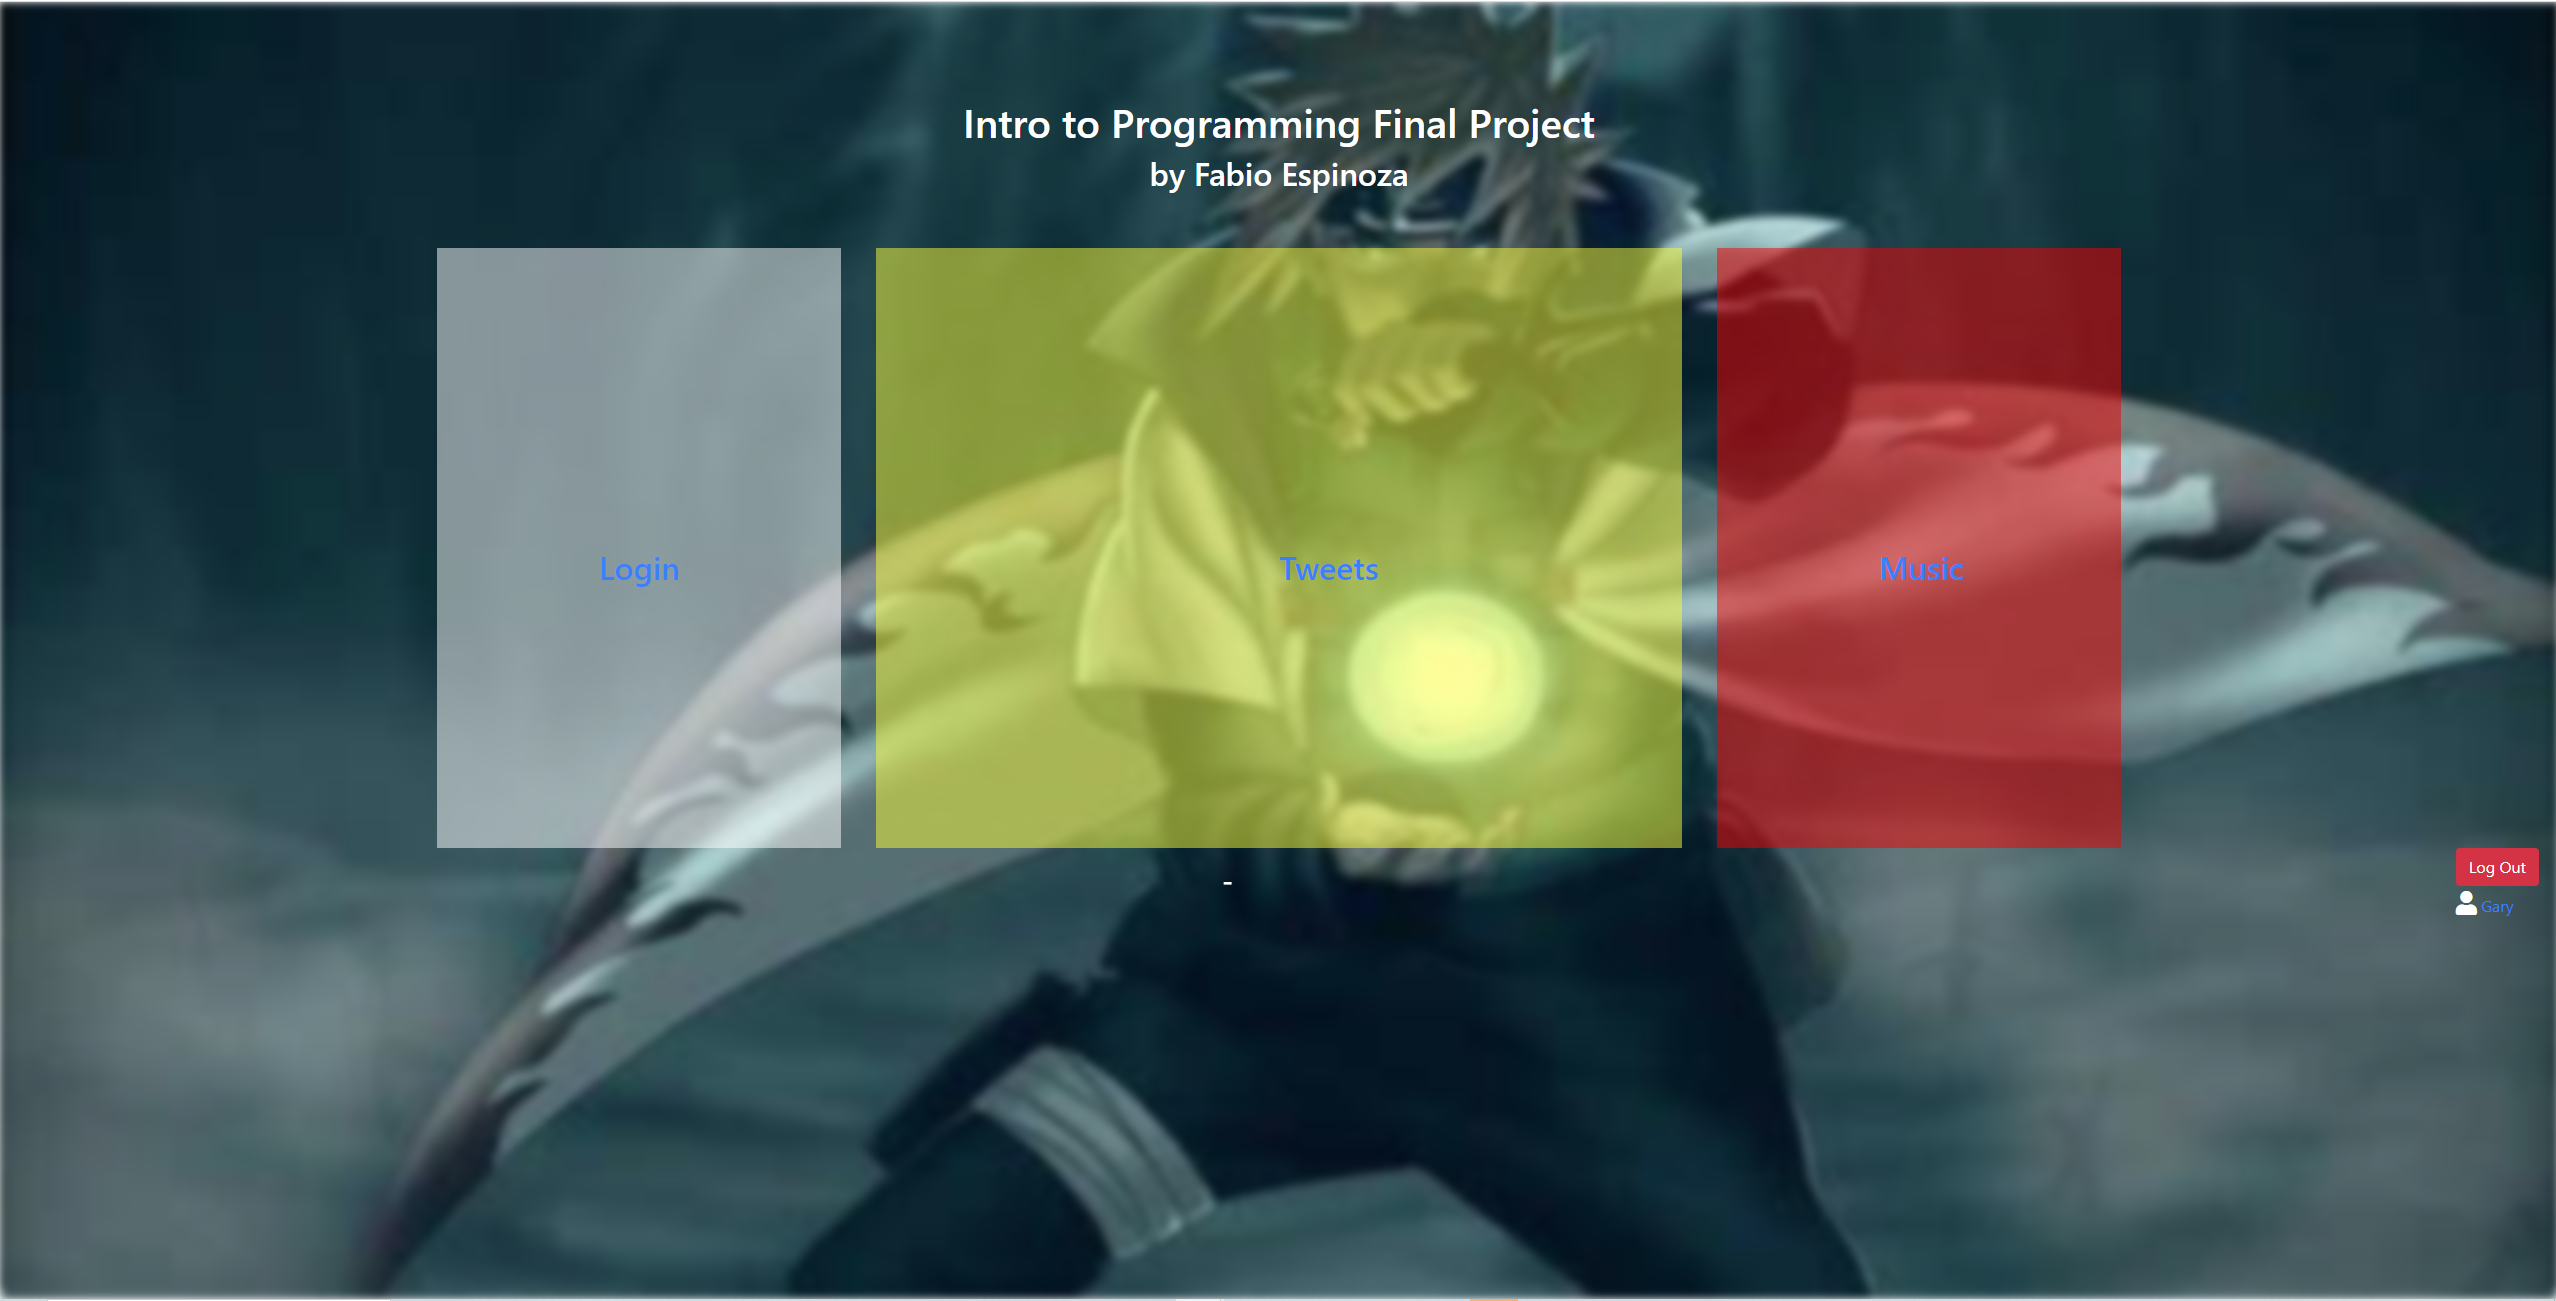 Intro to Programming Final Project
by Fabio Espinoza
Login
Tweets
Music
-
Log Out
Gary